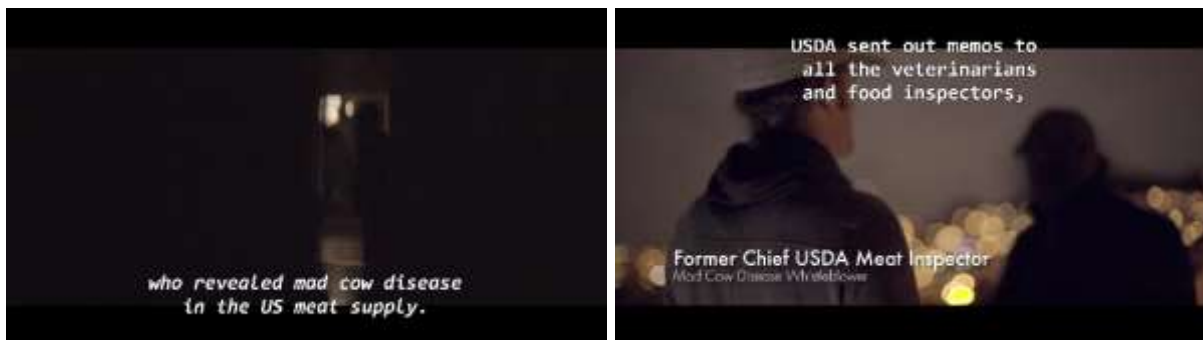 who revealed mad cow disease
in the US meat supply.
USDA sent out memos to
all the veterinarians
and food inspectors,
Former Chief USDA Meat Inspector
Mad Cow Disease Whistleblower